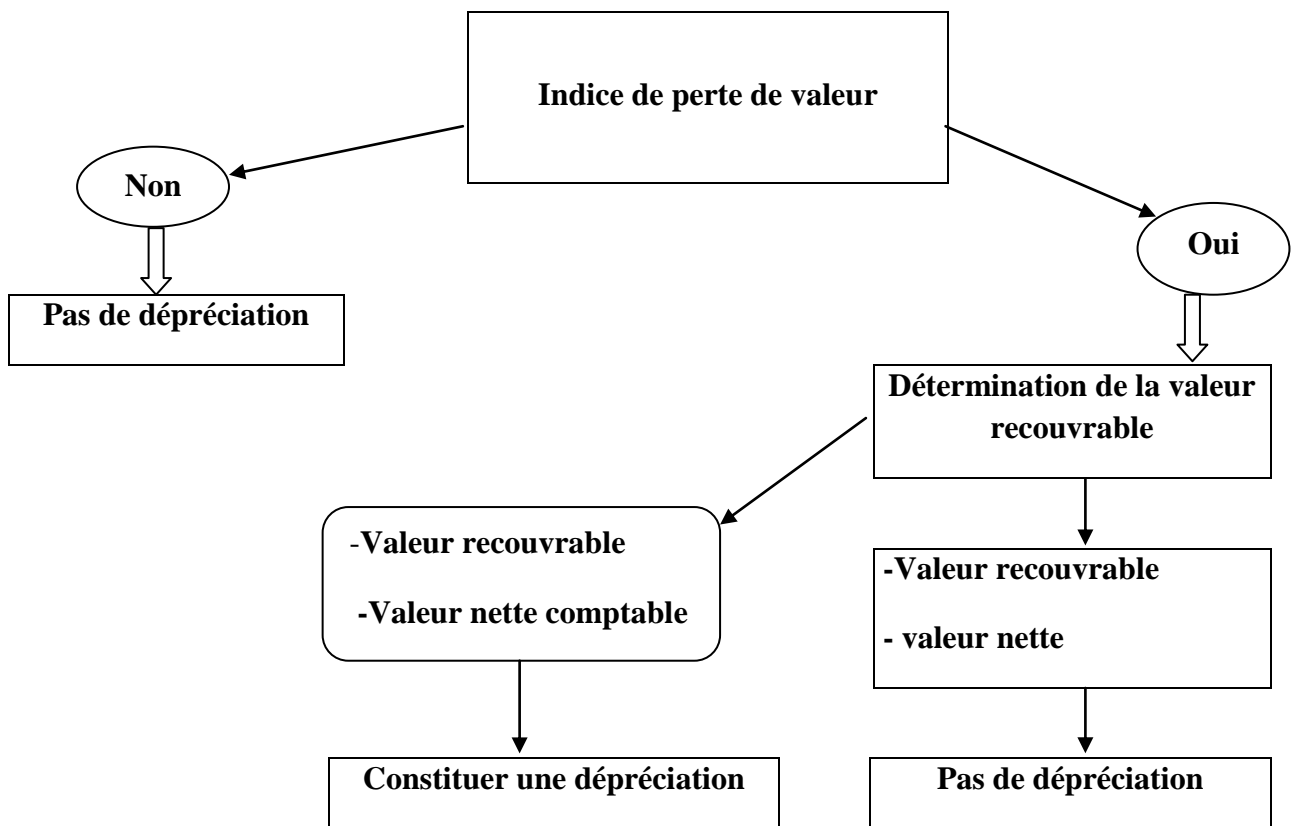 Indice de perte de valeur
Non
Oui
Pas de dépréciation
Détermination de la valeur
recouvrable
-Valeur recouvrable
-Valeur nette comptable
-Valeur recouvrable
- valeur nette
Constituer une dépréciation
Pas de dépréciation